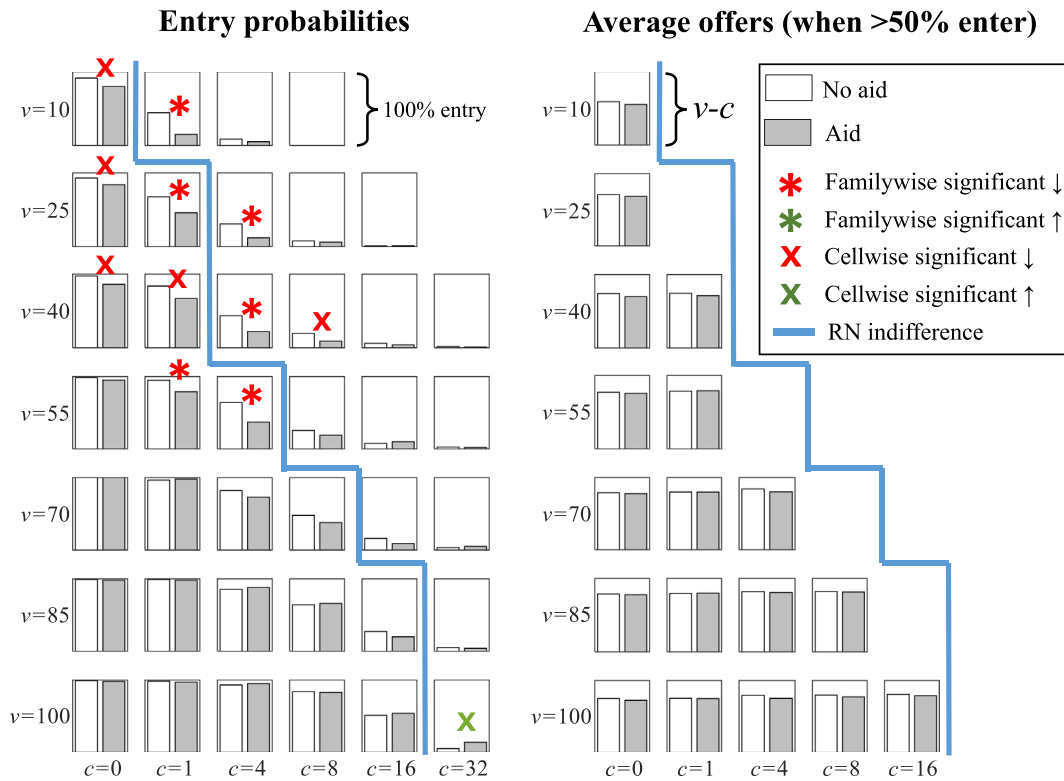 Entry probabilities
Average offers (when >50% enter)
v=10
100% entry
v-c
No aid
Aid
Familywise significant ↓
Familywise significant ↑
Cellwise significant ↓
Cellwise significant ↑
RN indifference
v=10
v=25
v=25
v=40
v=40
v=55
v=55
v=70
v=70
v=85
v=85
v=100
v=100
c=0 c=1 c=4 c=8 c=16 c=32
c=0 c=1 c=4 c=8 c=16